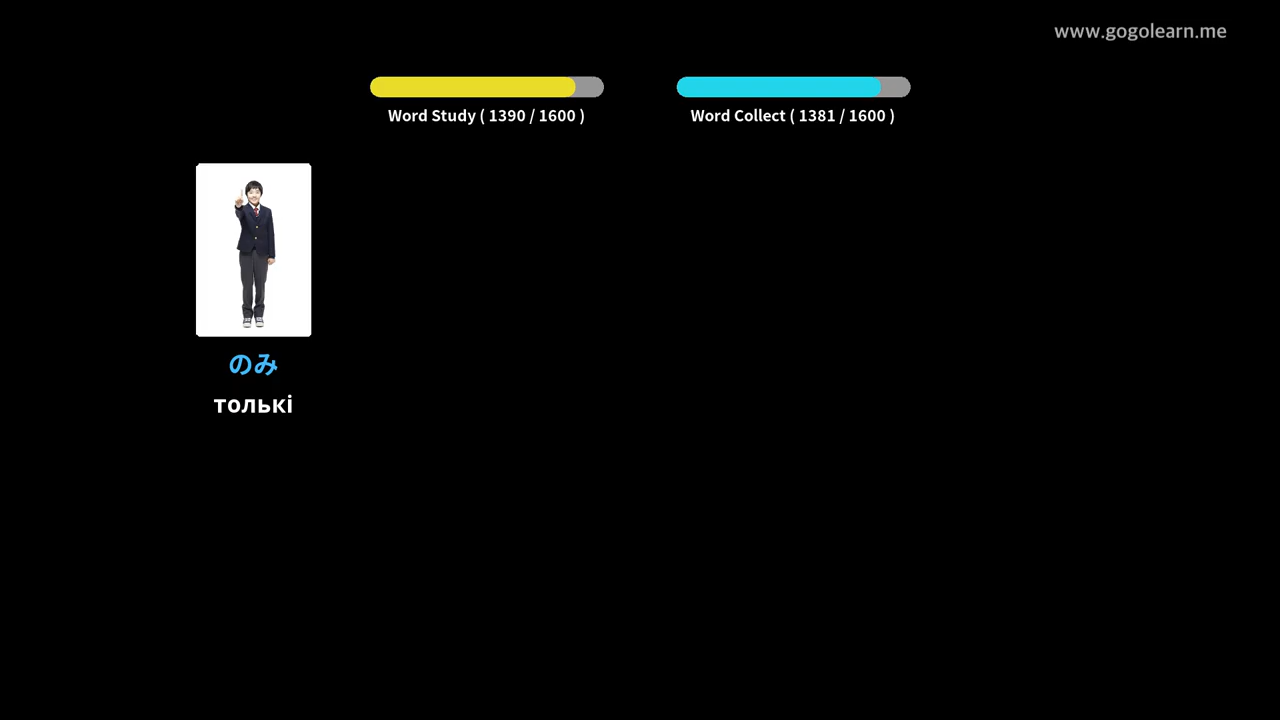 www.gogolearn.me
Word Study ( 1390 / 1600 )
Word Collect ( 1381 / 1600 )
のみ
толькі